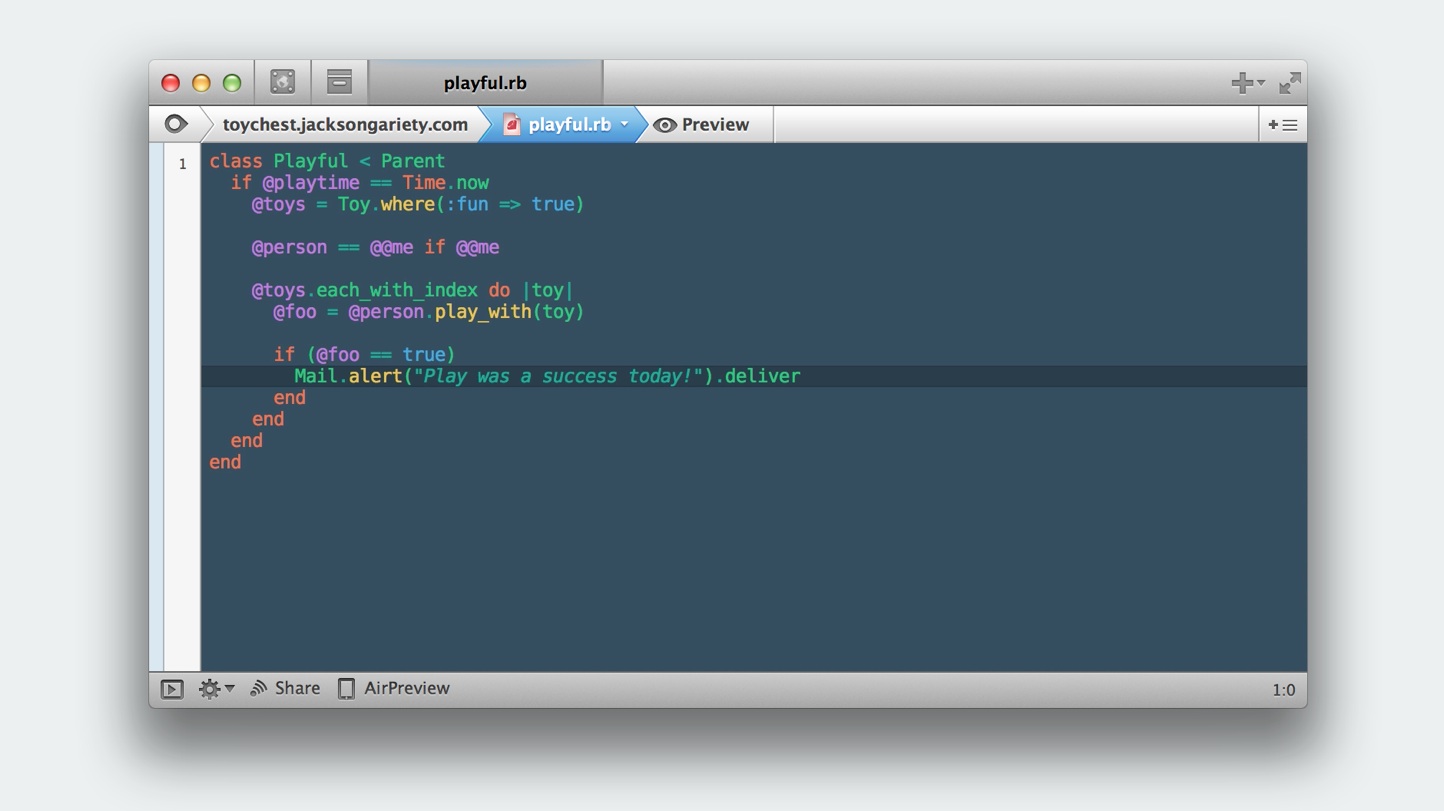 playful.rb
toychest.jacksongariety.com playful.rb Preview
1 class Playful < Parent
  if @playtime == Time.now
    @toys = Toy.where(:fun => true)

    @person == @@me if @@me

    @toys.each_with_index do |toy|
      @foo = @person.play_with(toy)

      if (@foo == true)
        Mail.alert("Play was a success today!").deliver
      end
    end
  end
end
Share AirPreview 1:0